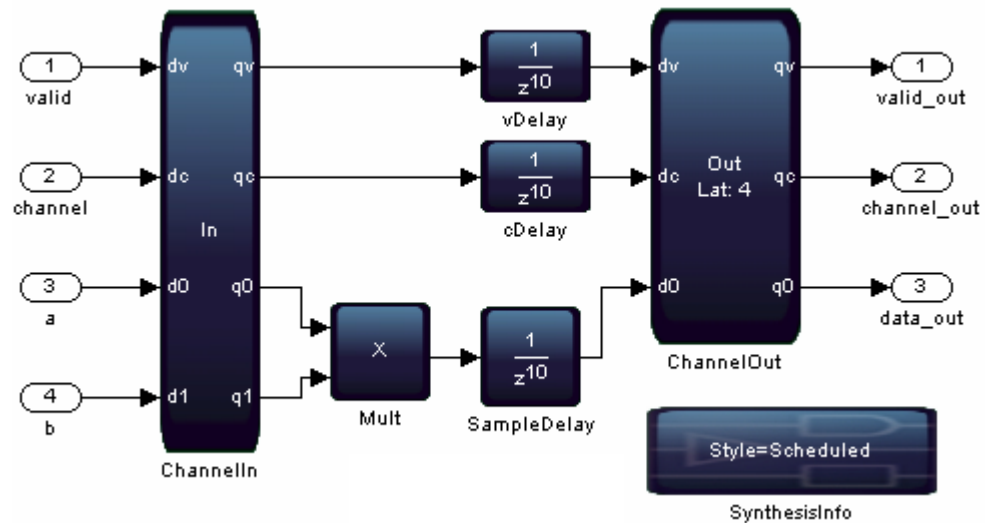 1
valid
2
channel
3
a
4
b
dv
dc
d0
d1
In
qv
qc
q0
q1
ChannelIn
1
z10
vDelay
1
z10
cDelay
X
Mult
1
z10
SampleDelay
dv
dc
d0
Out
Lat: 4
qv
qc
q0
ChannelOut
1
valid_out
2
channel_out
3
data_out
Style=Scheduled
SynthesisInfo